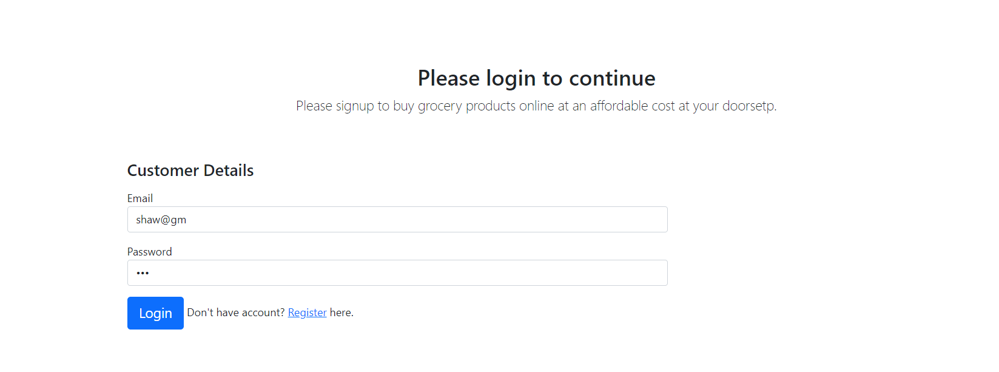 Please login to continue
Please signup to buy grocery products online at an affordable cost at your doorsetp.
Customer Details
Email
shaw@gm
Password
•••
Login Don't have account? Register here.